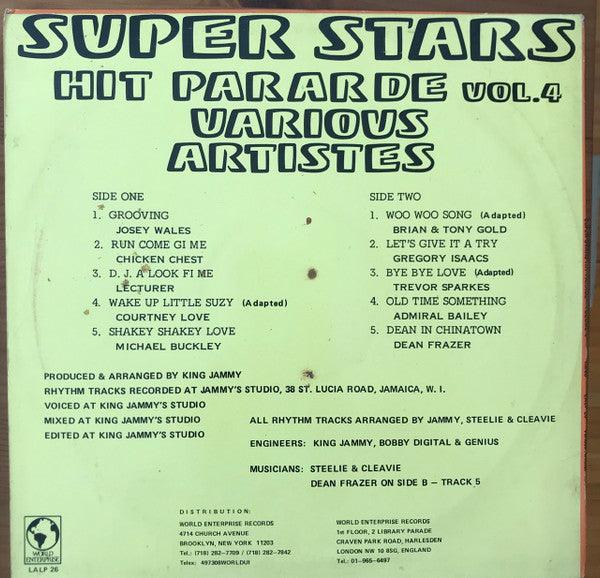 SUPER STARS
HIT PARARDE VOL.4
VARIOUS
ARTISTES
SIDE ONE
1. GROOVING
JOSEY WALES
2. RUN COME GI ME
CHICKEN CHEST
3. D. J. A LOOK FI ME
LECTURER
4. WAKE UP LITTLE SUZY (Adapted)
COURTNEY LOVE
5. SHAKEY SHAKEY LOVE
MICHAEL BUCKLEY
SIDE TWO
1. WOO WOO SONG (Adapted)
BRIAN & TONY GOLD
2. LET'S GIVE IT A TRY
GREGORY ISAACS
3. BYE BYE LOVE (Adapted)
TREVOR SPARKES
4. OLD TIME SOMETHING
ADMIRAL BAILEY
5. DEAN IN CHINATOWN
DEAN FRAZER
PRODUCED & ARRANGED BY KING JAMMY
RHYTHM TRACKS RECORDED AT JAMMY'S STUDIO, 38 ST. LUCIA ROAD, JAMAICA, W. I.
VOICED AT KING JAMMY'S STUDIO
MIXED AT KING JAMMY'S STUDIO
EDITED AT KING JAMMY'S STUDIO
ALL RHYTHM TRACKS ARRANGED BY JAMMY, STEELIE & CLEAVIE
ENGINEERS: KING JAMMY, BOBBY DIGITAL & GENIUS
MUSICIANS: STEELIE & CLEAVIE
DEAN FRAZER ON SIDE B – TRACK 5
DISTRIBUTION:
WORLD ENTERPRISE RECORDS
4714 CHURCH AVENUE
BROOKLYN, NEW YORK 11203
Tel.: (718) 282-7709 / (718) 282-7842
Telex: 497308WORLDUI
WORLD ENTERPRISE RECORDS
1st FLOOR, 2 LIBRARY PARADE
CRAVEN PARK ROAD, HARLESDEN
LONDON NW 10 8SG, ENGLAND
Tel.: 01-965-6497
WORLD
ENTERPRISE
LALP 26